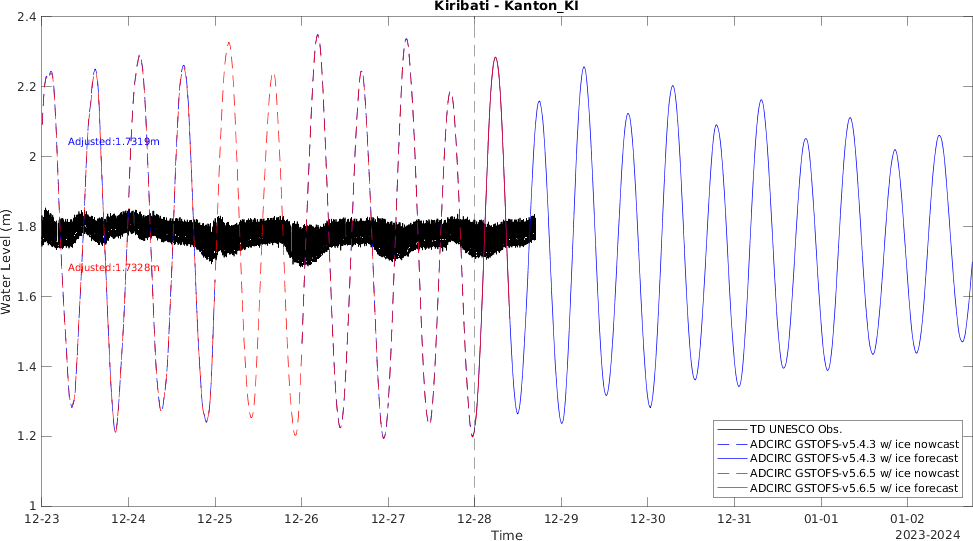 Kiribati - Kanton_KI
Water Level (m)
2.4
2.2
2
1.8
1.6
1.4
1.2
1
Adjusted:1.7319m
Adjusted:1.7328m
TD UNESCO Obs.
ADCIRC GSTOFS-v5.4.3 w/ ice nowcast
ADCIRC GSTOFS-v5.4.3 w/ ice forecast
ADCIRC GSTOFS-v5.6.5 w/ ice nowcast
ADCIRC GSTOFS-v5.6.5 w/ ice forecast
12-23 12-24 12-25 12-26 12-27 12-28 12-29 12-30 12-31 01-01 01-02
Time
2023-2024